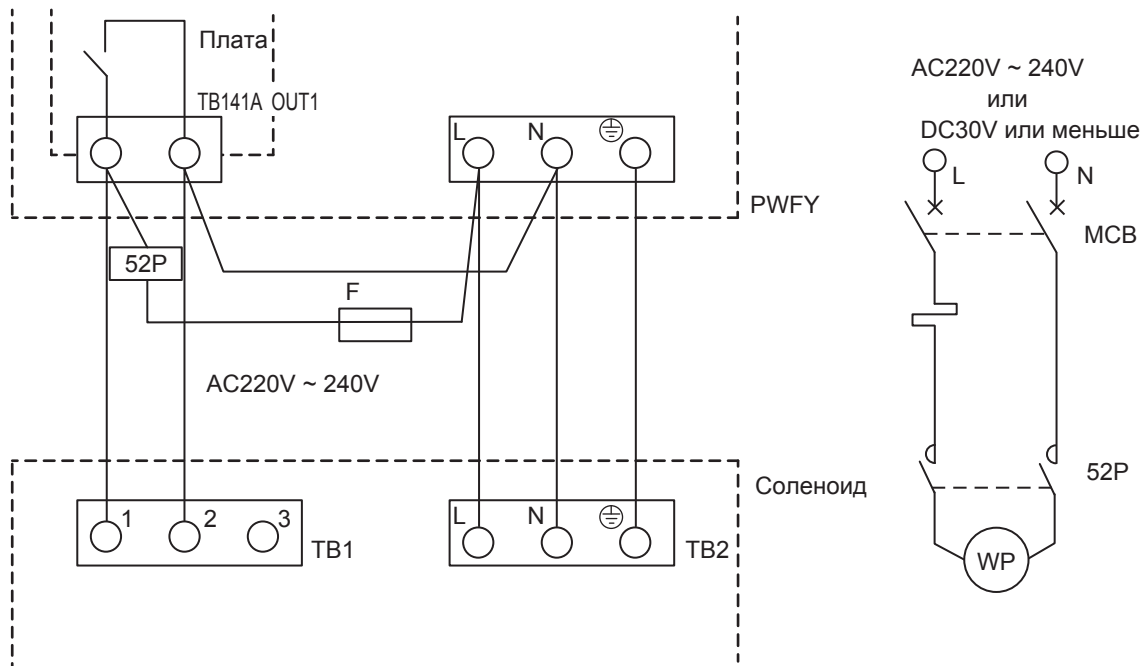 Плата
TB141A OUT1
L N
PWFY
52P
F
AC220V ~ 240V
Соленоид
1 2 3
TB1
L N
TB2
AC220V ~ 240V
или
DC30V или меньше
L N
MCB
52P
WP